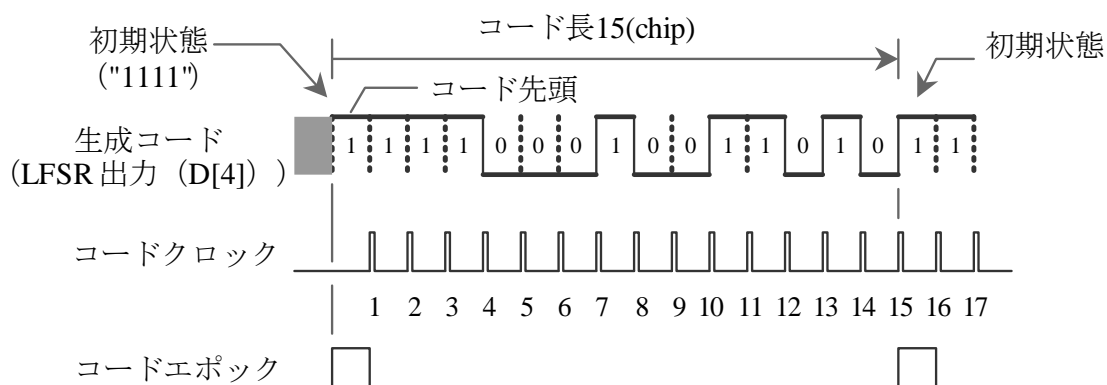 コード長15(chip)
初期状態
("1111")
初期状態
コード先頭
生成コード
(LFSR 出力（D[4]）)
1 1 1 1 0 0 0 1 0 0 1 1 0 1 0 1 1
コードクロック
1 2 3 4 5 6 7 8 9 10 11 12 13 14 15 16 17
コードエポック